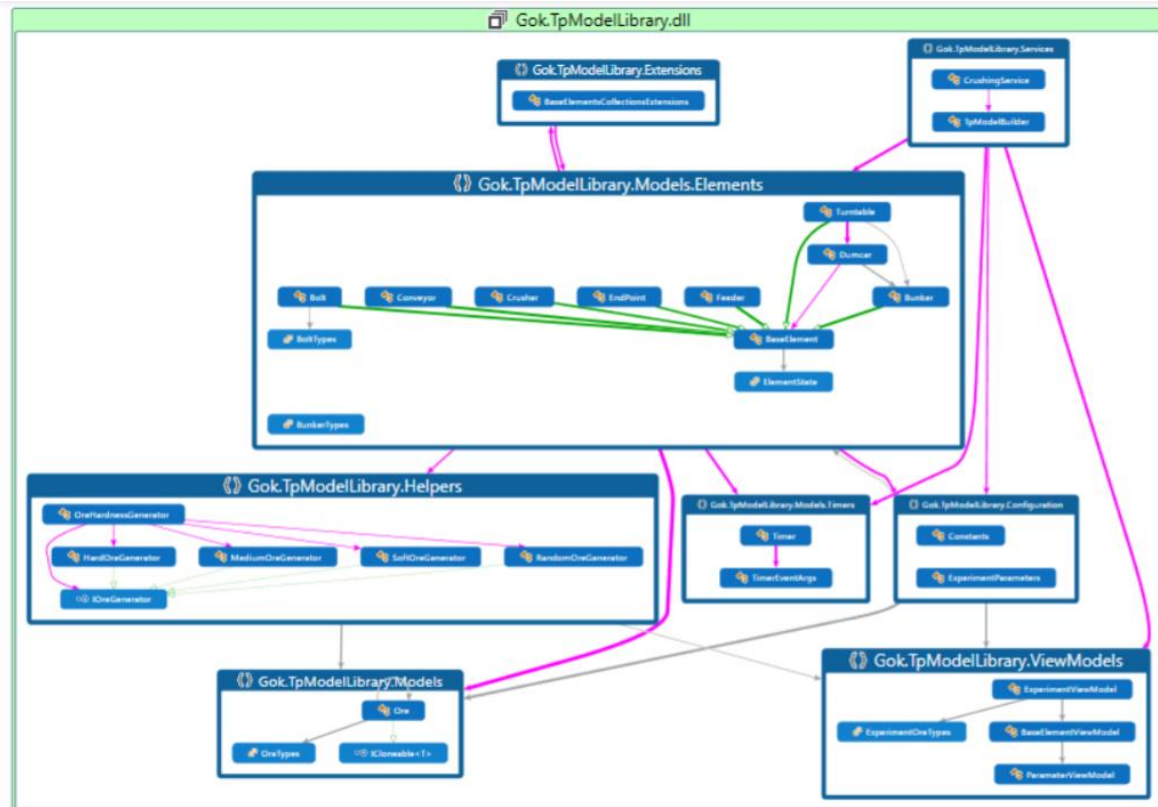 Gok.TpModelLibrary.dll
Gok.TpModelLibrary.Extensions
BaseElementsCollectionsExtensions
Gok.TpModelLibrary.Services
CrushingService
TpModelBuilder
Gok.TpModelLibrary.Models.Elements
Turntable
Dumcar
Bolt
Conveyor
Crusher
EndPoint
Feeder
Bunker
BoltTypes
BaseElement
ElementState
BunkerTypes
Gok.TpModelLibrary.Helpers
OreHardnessGenerator
HardOreGenerator
MediumOreGenerator
SoftOreGenerator
RandomOreGenerator
IOreGenerator
Gok.TpModelLibrary.Models.Timers
Timer
TimerEventArgs
Gok.TpModelLibrary.Configuration
Constants
ExperimentParameters
Gok.TpModelLibrary.Models
Ore
OreTypes
ICloneable<T>
Gok.TpModelLibrary.ViewModels
ExperimentViewModel
ExperimentOreTypes
BaseElementViewModel
ParameterViewModel